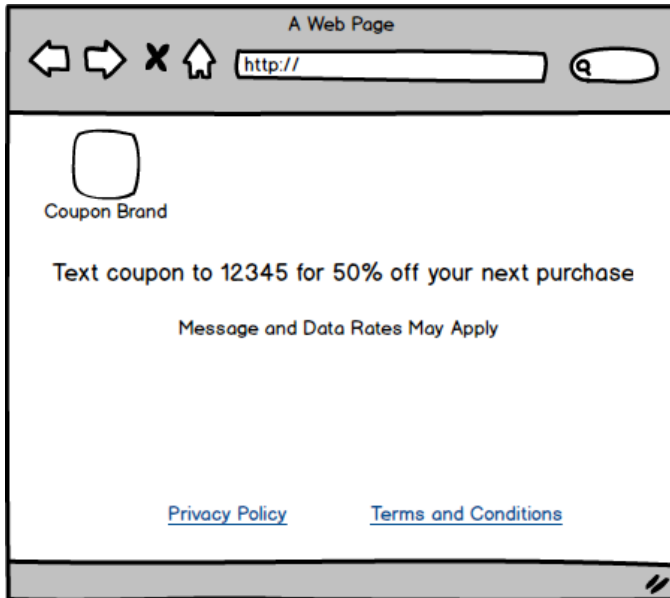 A Web Page
http://
Coupon Brand
Text coupon to 12345 for 50% off your next purchase
Message and Data Rates May Apply
Privacy Policy Terms and Conditions